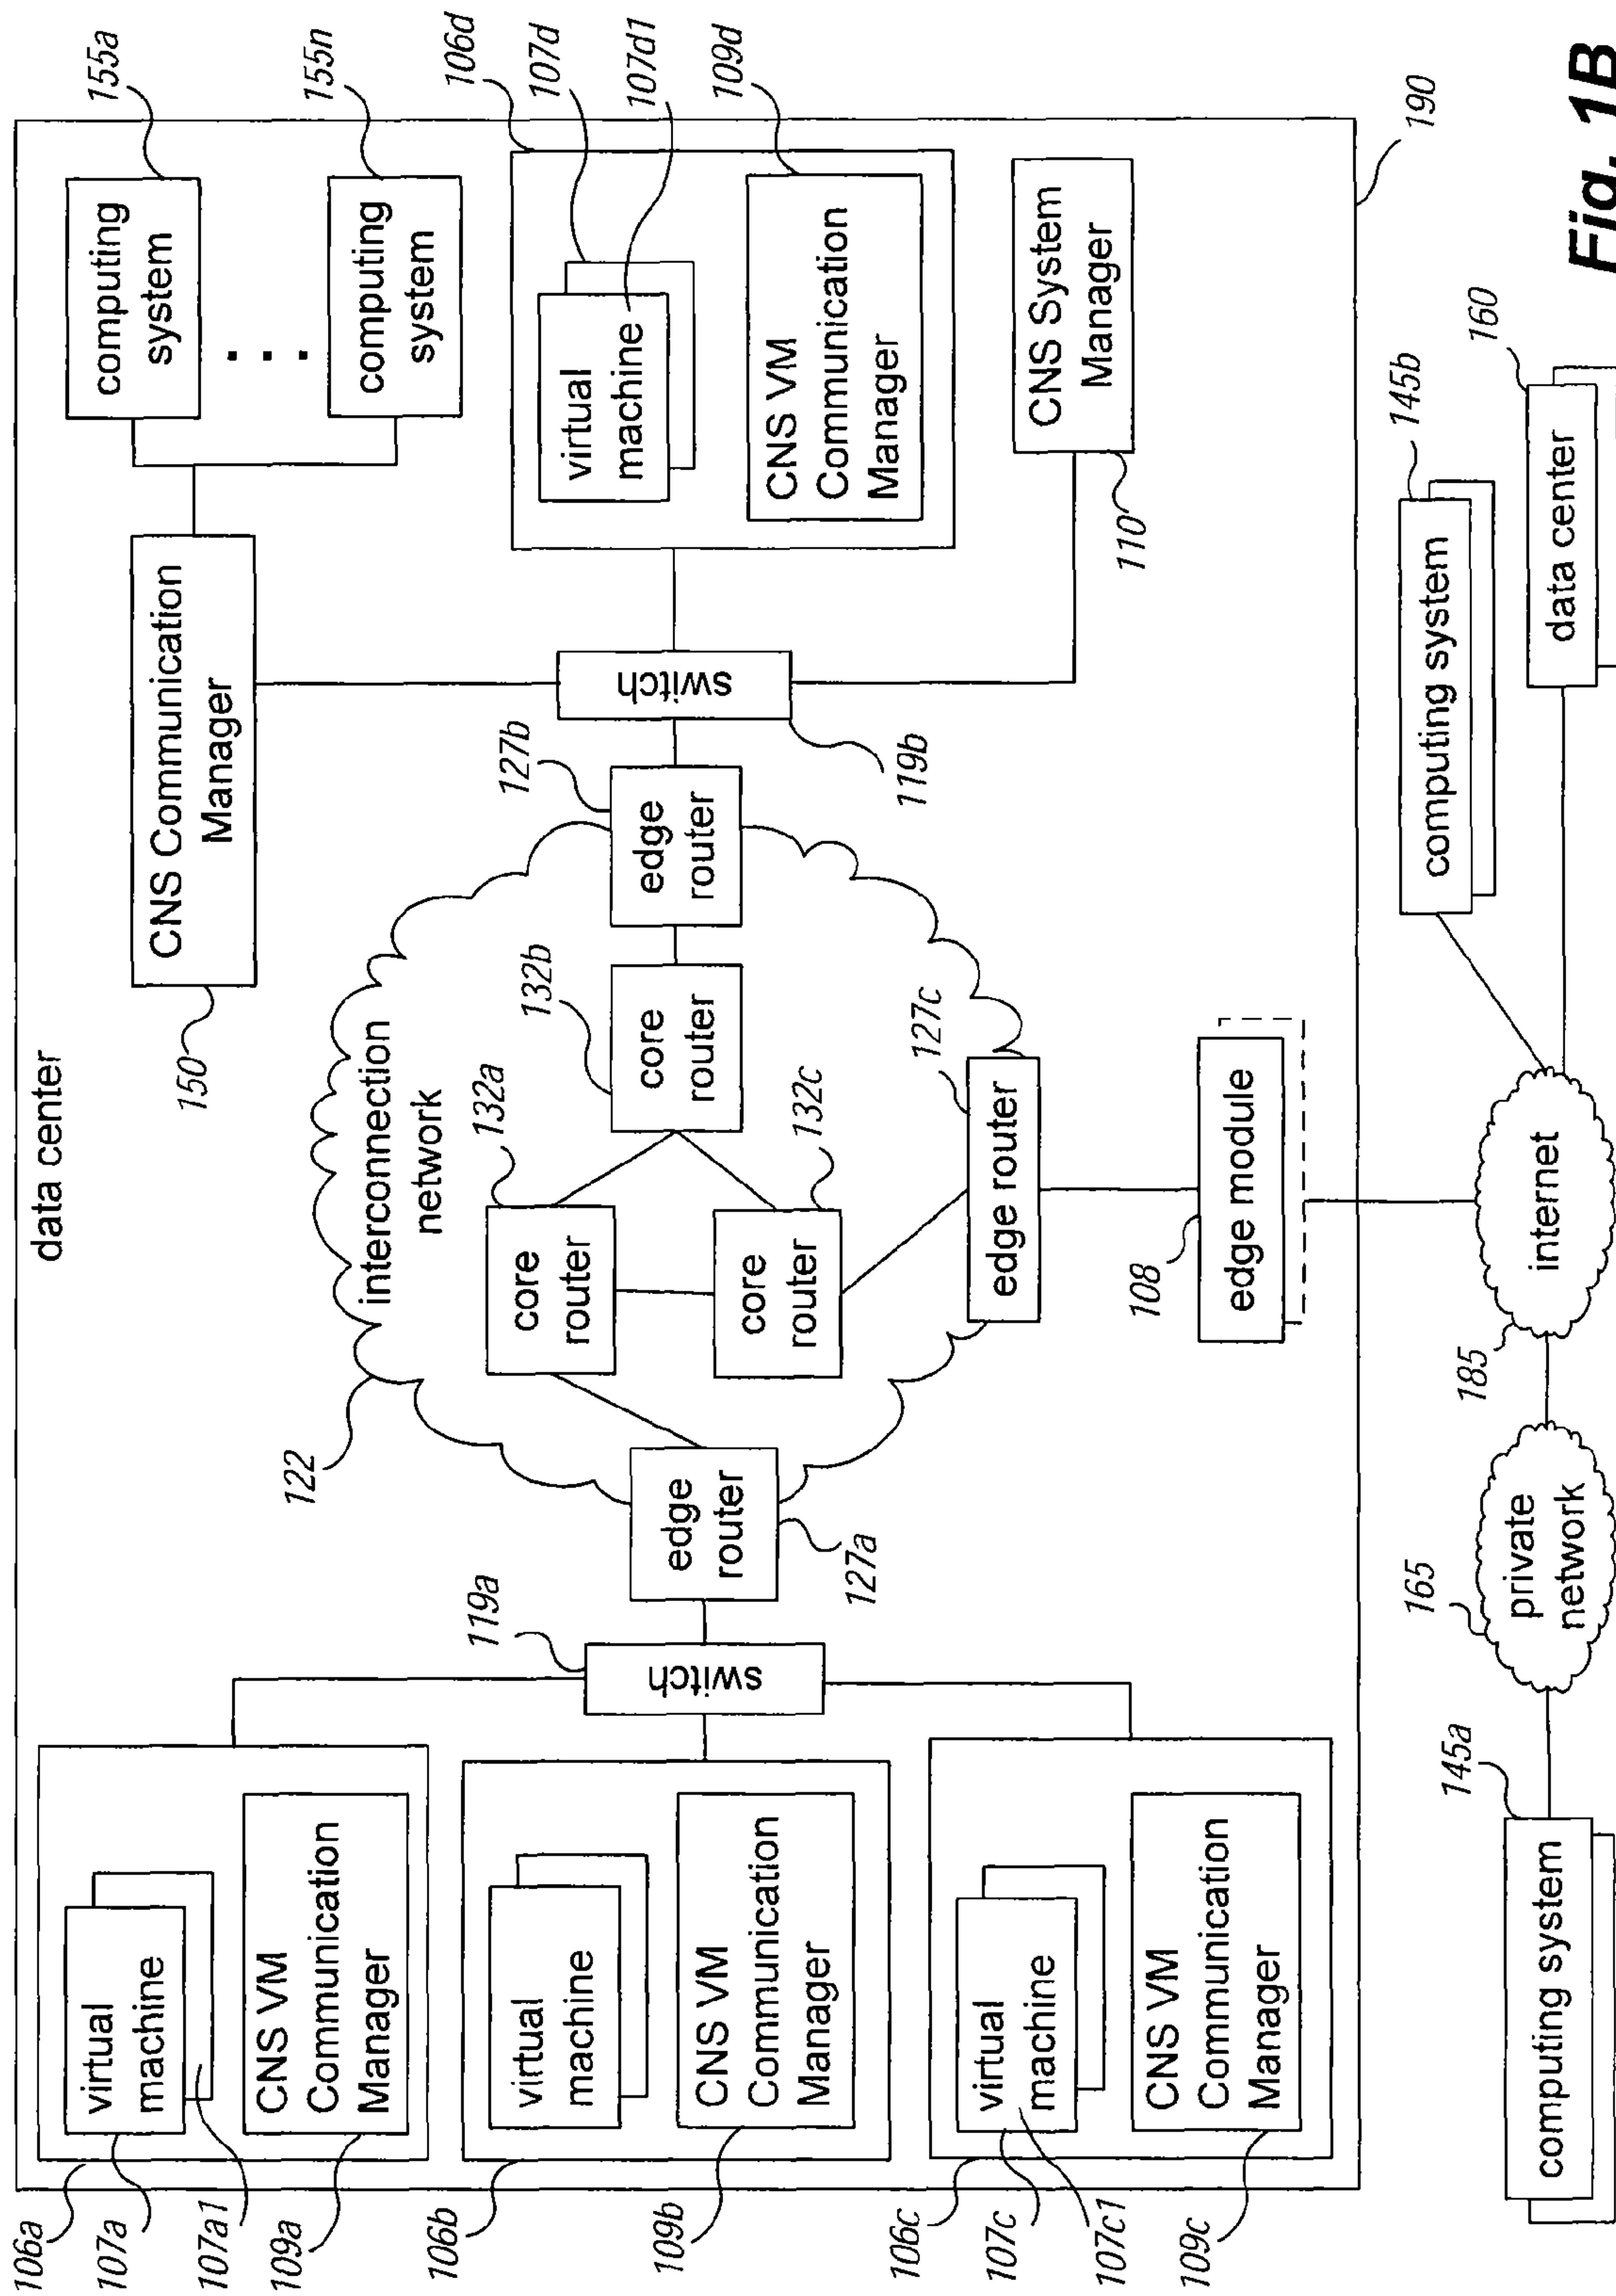 data center
106a
107a
107a1
109a
virtual
machine
CNS VM
Communication
Manager
106b
109b
virtual
machine
CNS VM
Communication
Manager
106c
107c
107c1
109c
virtual
machine
CNS VM
Communication
Manager
119a
switch
122
interconnection
network
edge
router
127a
132a
core
router
132b
core
router
132c
core
router
127b
edge
router
127c
edge router
108
edge module
119b
switch
150
CNS Communication
Manager
155a
computing
system
...
155n
computing
system
106d
107d
107d1
109d
virtual
machine
CNS VM
Communication
Manager
CNS System
Manager
110
190
145a
computing system
165
private
network
185
internet
145b
computing system
160
data center
Fig. 1B